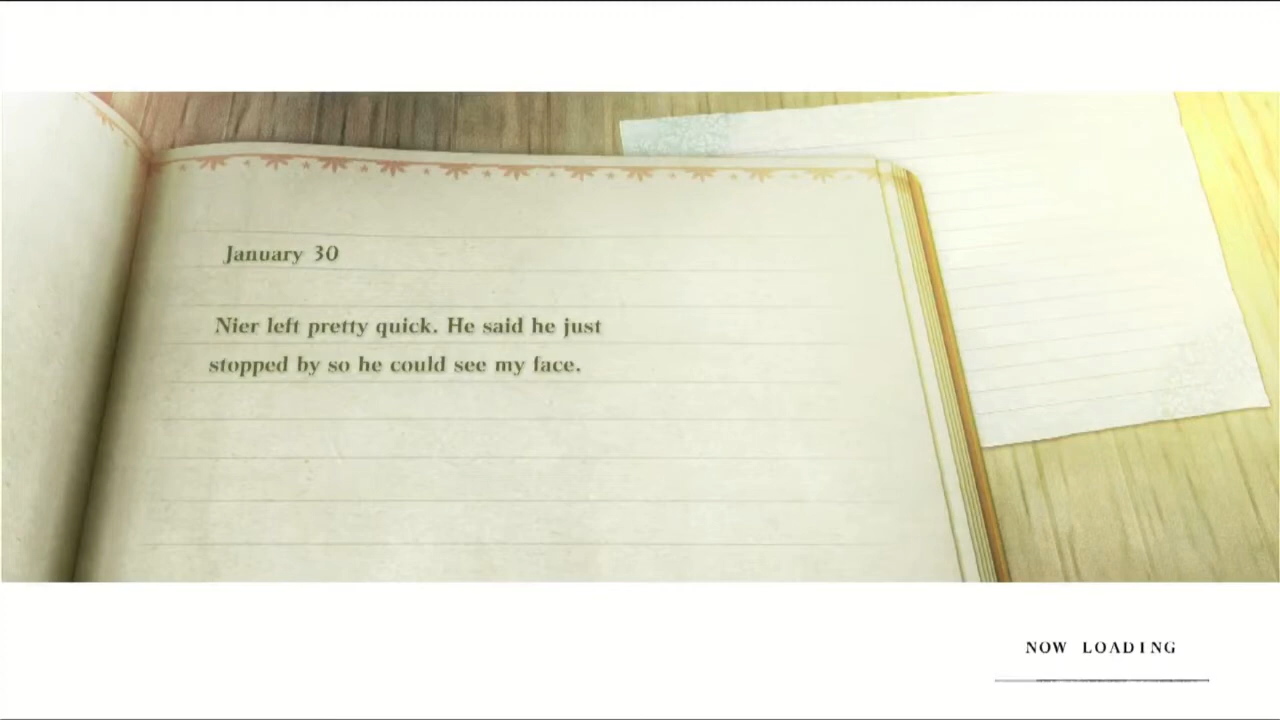 January 30
Nier left pretty quick. He said he just
stopped by so he could see my face.
NOW LOADING